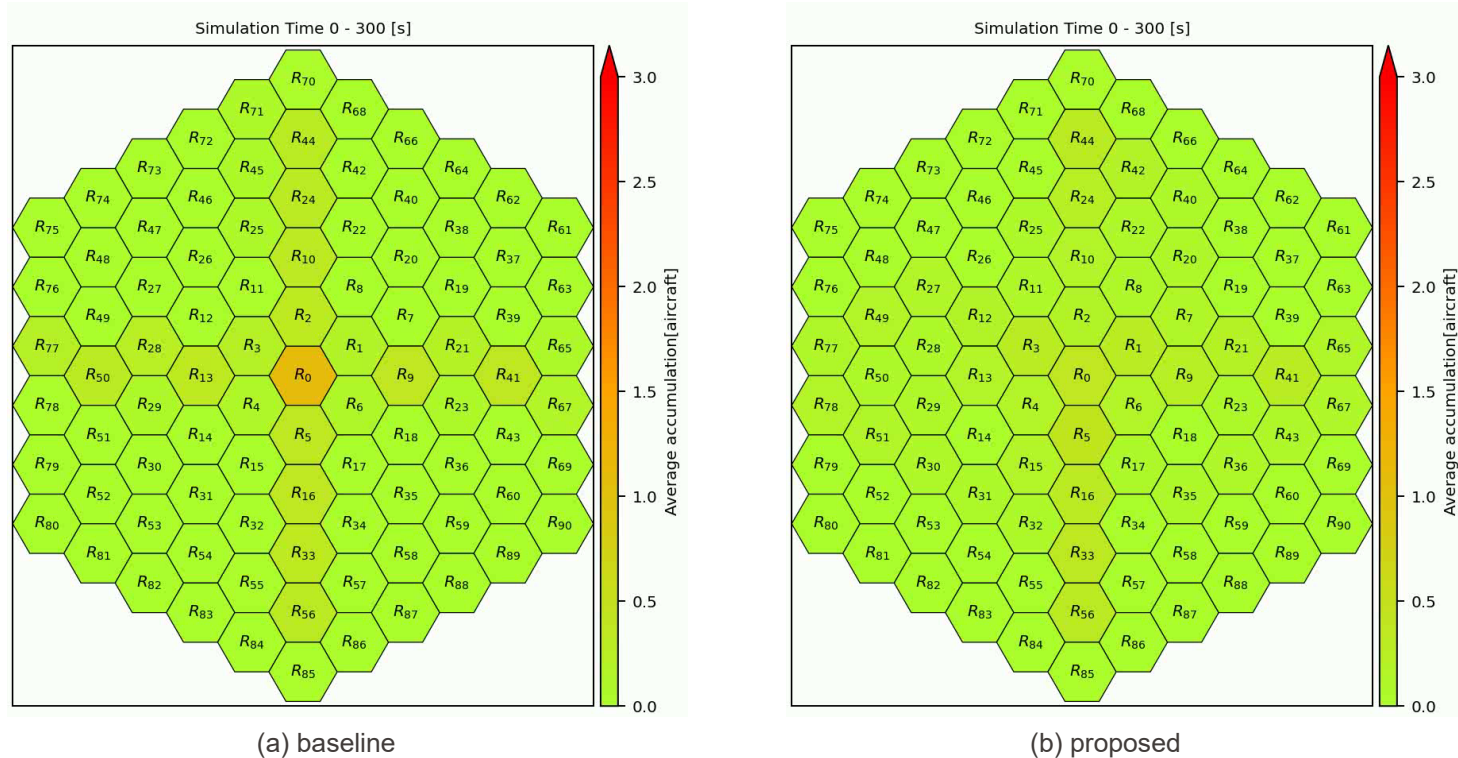 Simulation Time 0 - 300 [s]
R70
R71 R68
R72 R44 R66
R73 R45 R42 R64
R74 R46 R24 R40 R62
R75 R47 R25 R22 R38 R61
R48 R26 R10 R20 R37
R76 R27 R11 R8 R19 R63
R49 R12 R2 R7 R39
R77 R28 R3 R1 R21 R65
R50 R13 R0 R9 R41
R78 R29 R4 R6 R23 R67
R51 R14 R5 R18 R43
R79 R30 R15 R17 R36 R69
R52 R31 R16 R35 R60
R80 R53 R32 R34 R59 R90
R81 R54 R33 R58 R89
R82 R55 R57 R88
R83 R56 R87
R84 R86
R85
3.0
2.5
2.0
1.5
1.0
0.5
0.0
Average accumulation[aircraft]
(a) baseline
Simulation Time 0 - 300 [s]
R70
R71 R68
R72 R44 R66
R73 R45 R42 R64
R74 R46 R24 R40 R62
R75 R47 R25 R22 R38 R61
R48 R26 R10 R20 R37
R76 R27 R11 R8 R19 R63
R49 R12 R2 R7 R39
R77 R28 R3 R1 R21 R65
R50 R13 R0 R9 R41
R78 R29 R4 R6 R23 R67
R51 R14 R5 R18 R43
R79 R30 R15 R17 R36 R69
R52 R31 R16 R35 R60
R80 R53 R32 R34 R59 R90
R81 R54 R33 R58 R89
R82 R55 R57 R88
R83 R56 R87
R84 R86
R85
3.0
2.5
2.0
1.5
1.0
0.5
0.0
Average accumulation[aircraft]
(b) proposed